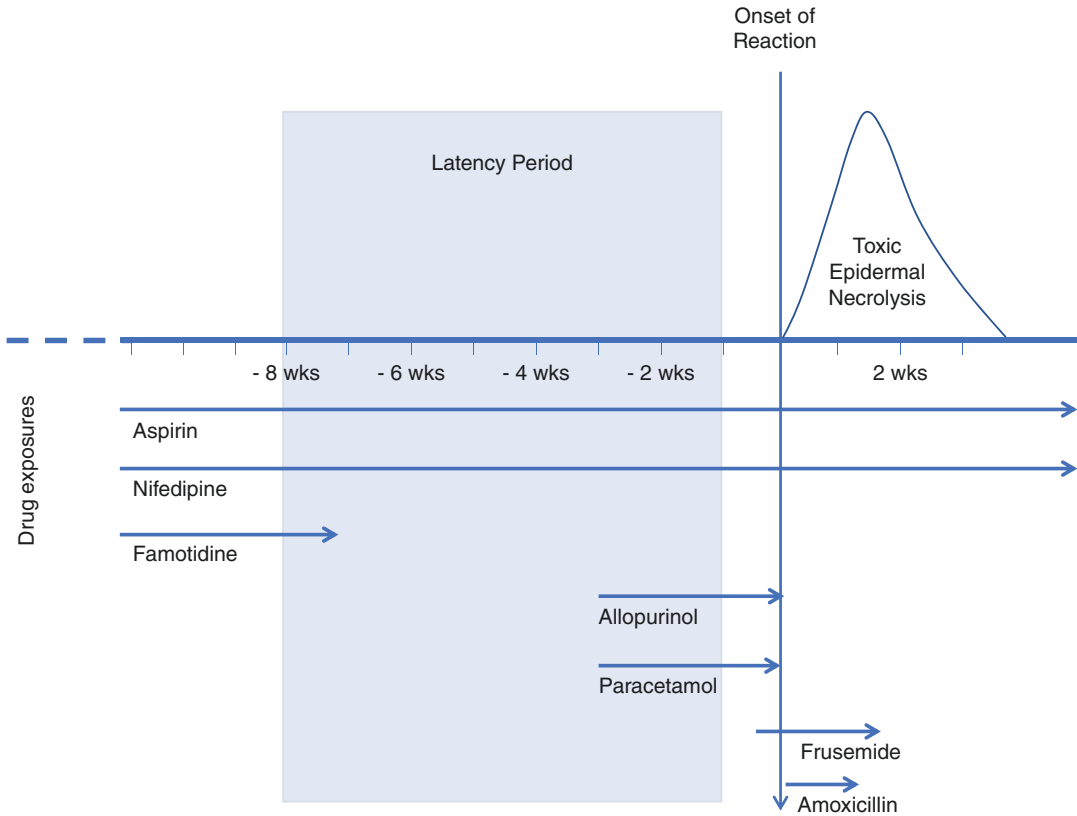 Onset of
Reaction
Latency Period
Toxic
Epidermal
Necrolysis
- 8 wks - 6 wks - 4 wks - 2 wks 2 wks
Drug exposures
Aspirin
Nifedipine
Famotidine
Allopurinol
Paracetamol
Frusemide
Amoxicillin